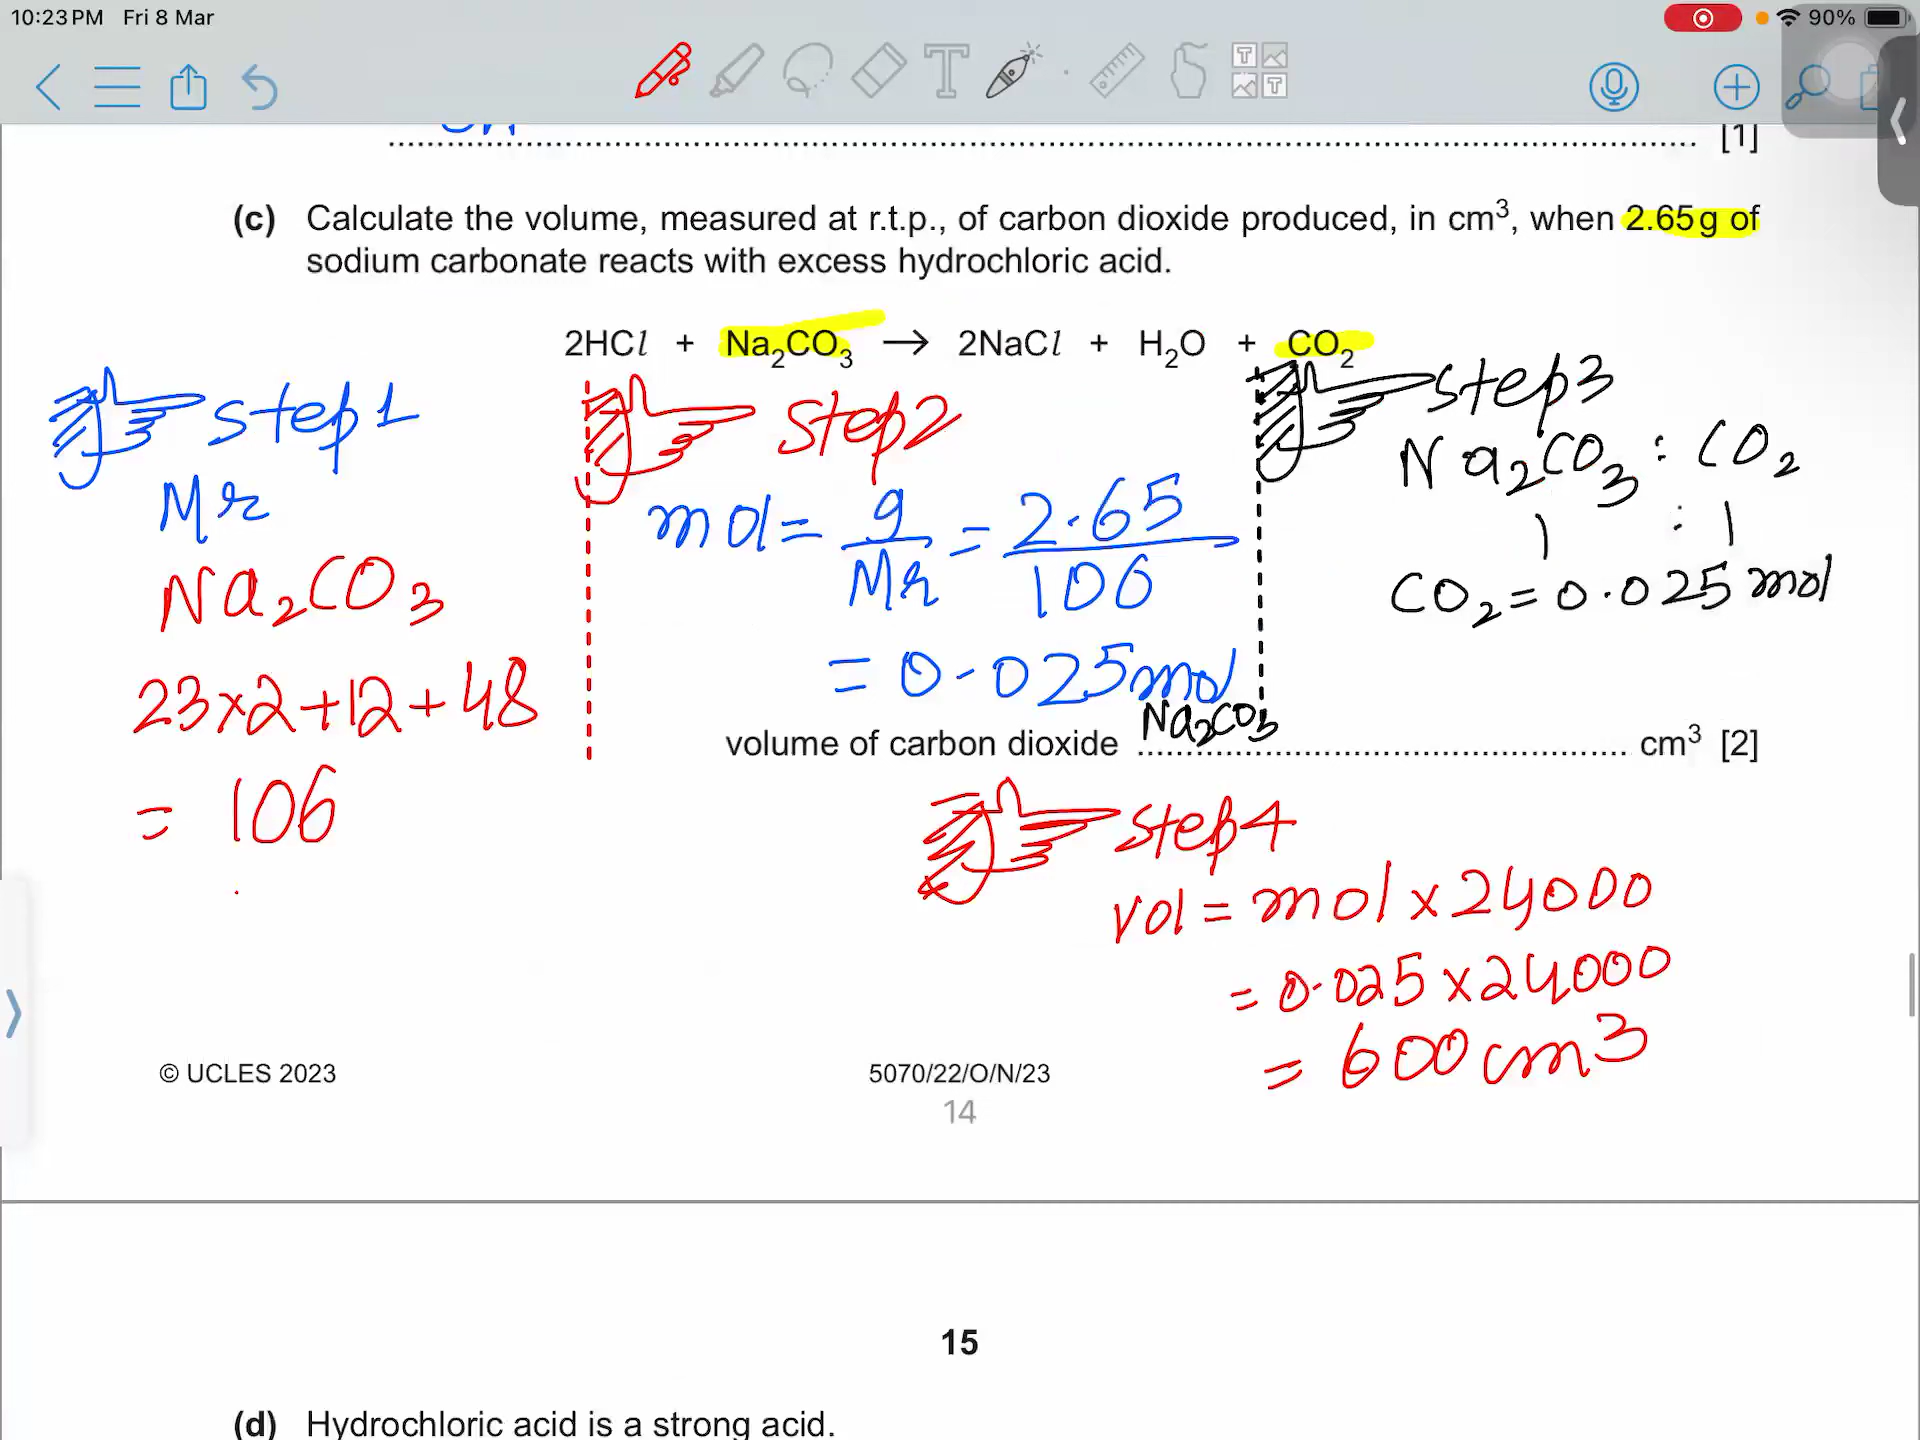 10:23 PM Fri 8 Mar
90%
[1]
(c) Calculate the volume, measured at r.t.p., of carbon dioxide produced, in cm³, when 2.65 g of
sodium carbonate reacts with excess hydrochloric acid.
2HCl + Na₂CO₃ → 2NaCl + H₂O + CO₂
step 1
Mr
Na₂CO₃
23×2+12+48
= 106
step 2
mol = g/Mr = 2.65/106
= 0.025 mol
Na₂CO₃
step 3
Na₂CO₃ : CO₂
1 : 1
CO₂ = 0.025 mol
volume of carbon dioxide ........ cm³ [2]
step 4
vol = mol × 24000
= 0.025 × 24000
= 600 cm³
© UCLES 2023
5070/22/O/N/23
14
15
(d) Hydrochloric acid is a strong acid.